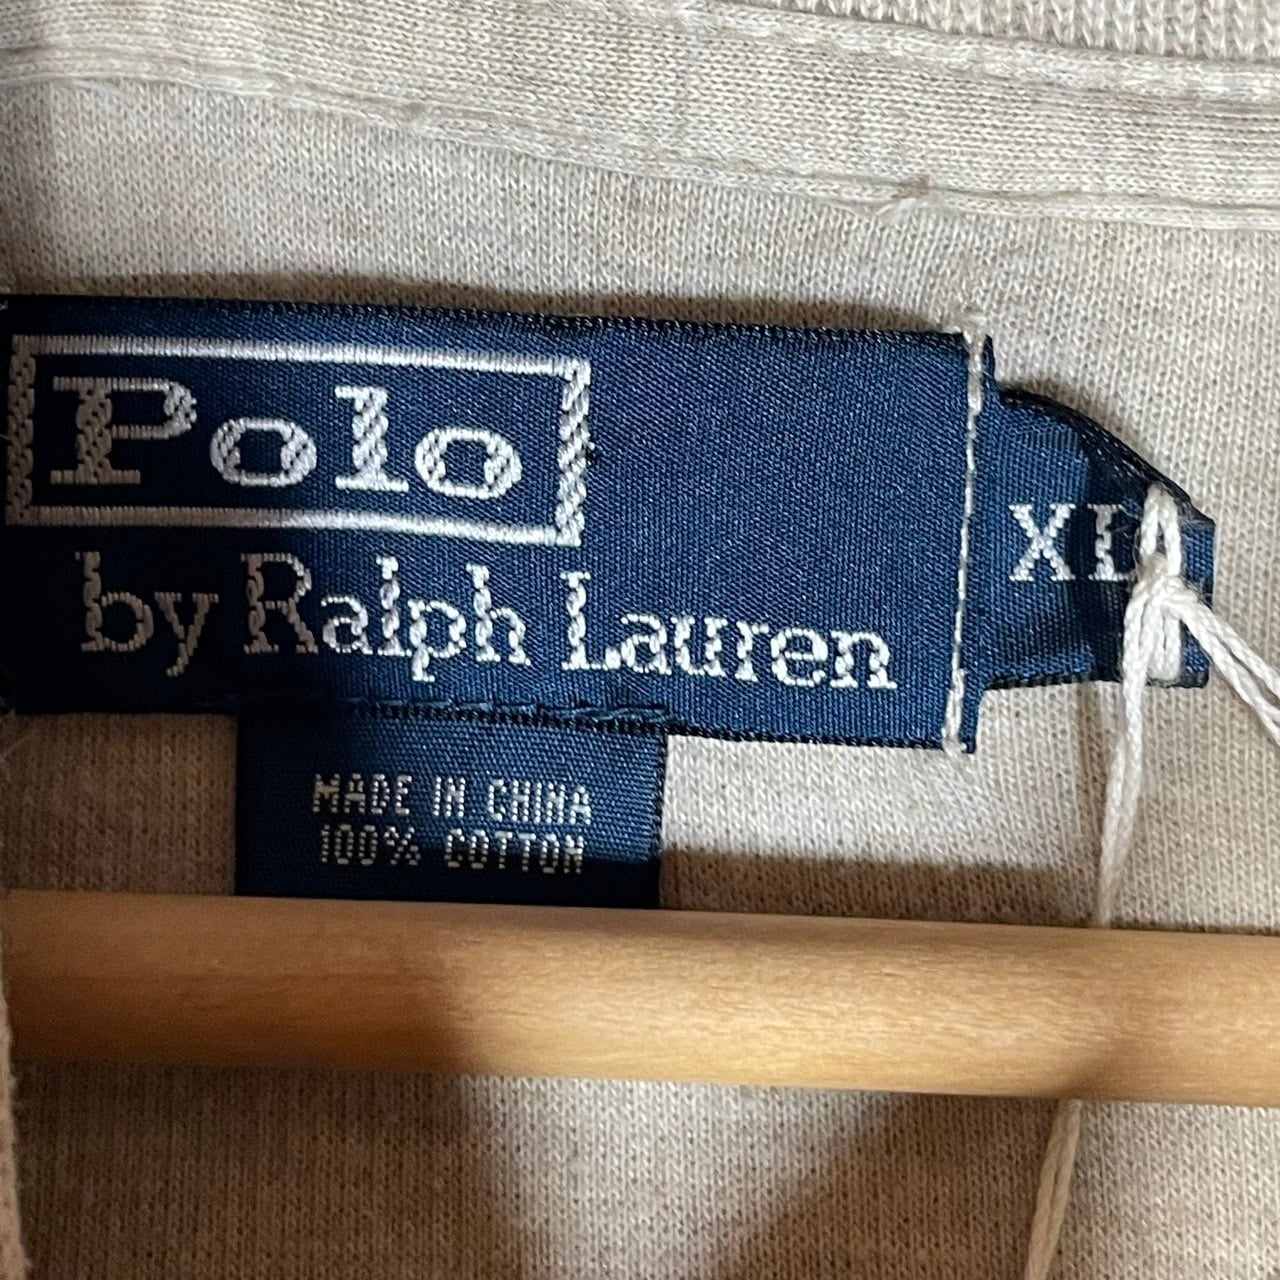 Polo
by Ralph Lauren
XL
MADE IN CHINA
100% COTTON